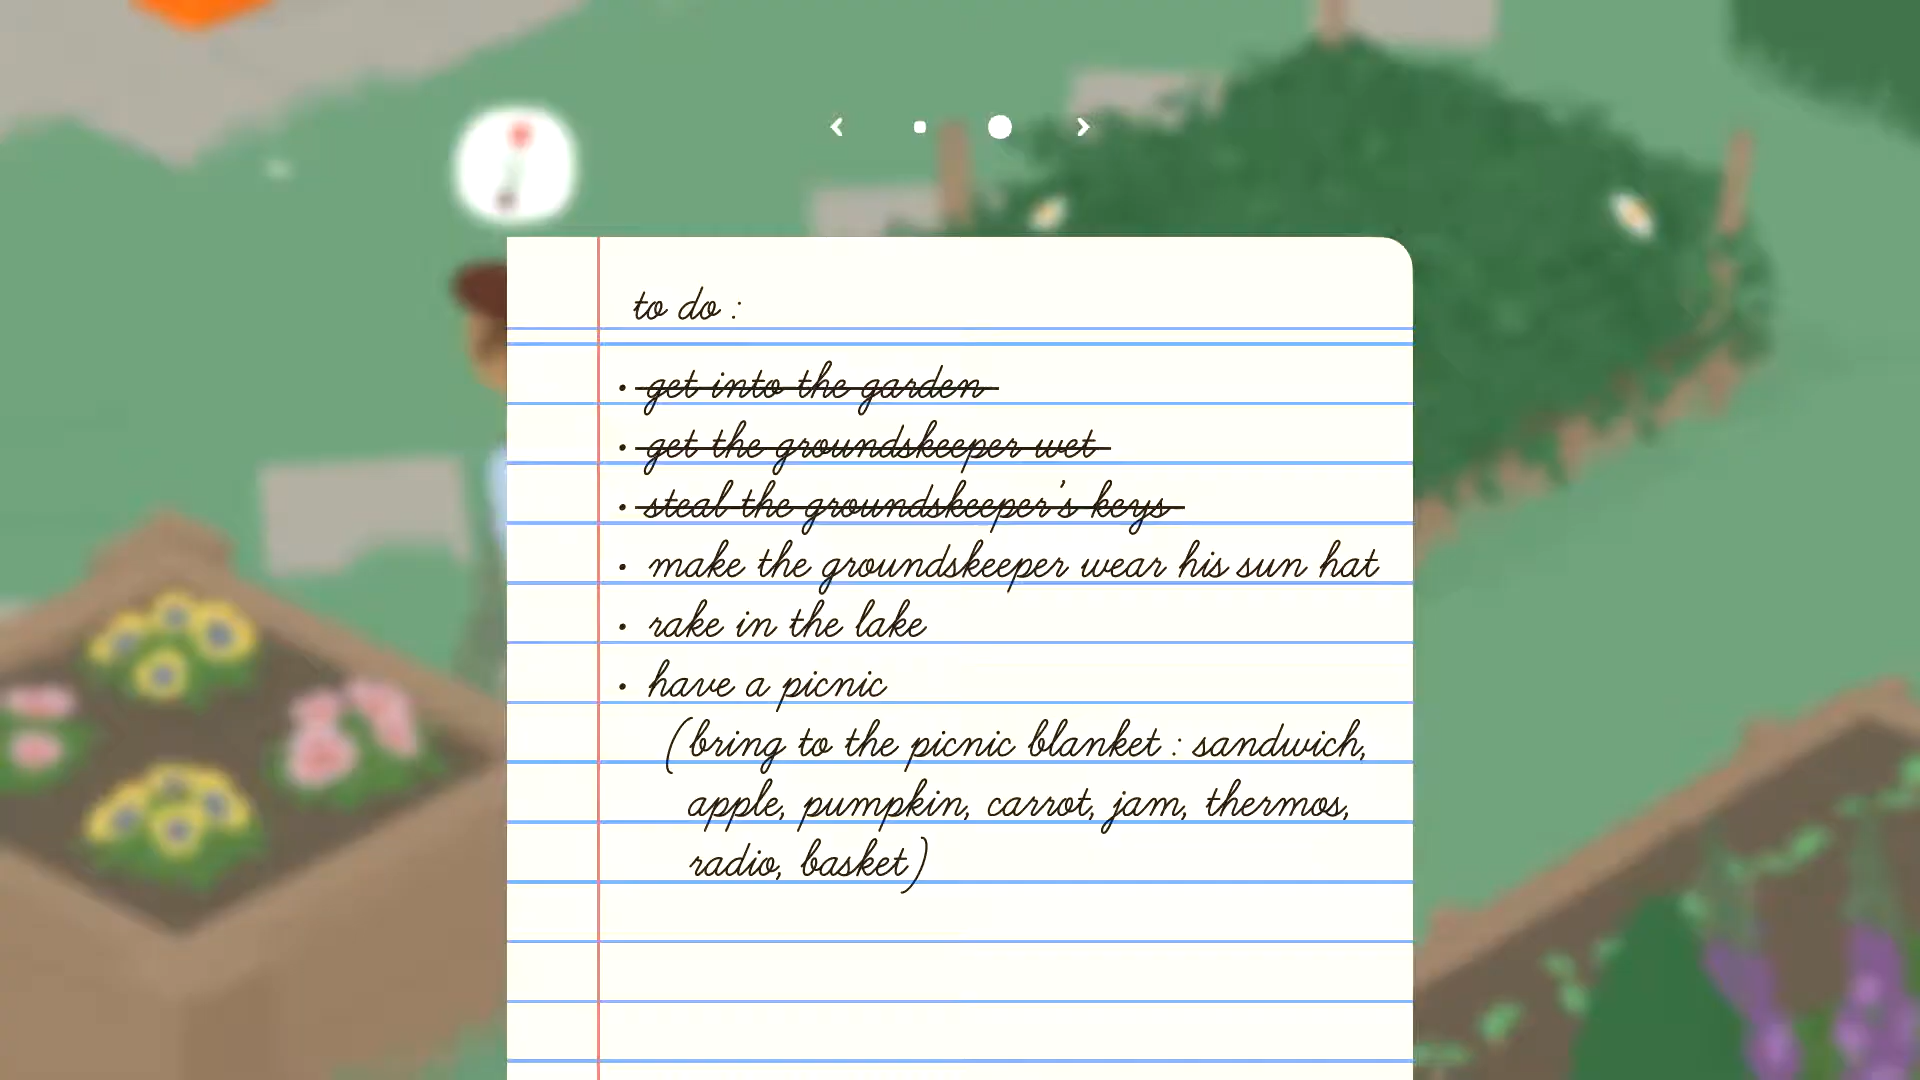 to do :
• get into the garden
• get the groundskeeper wet
• steal the groundskeeper's keys
• make the groundskeeper wear his sun hat
• rake in the lake
• have a picnic
(bring to the picnic blanket : sandwich,
apple, pumpkin, carrot, jam, thermos,
radio, basket)